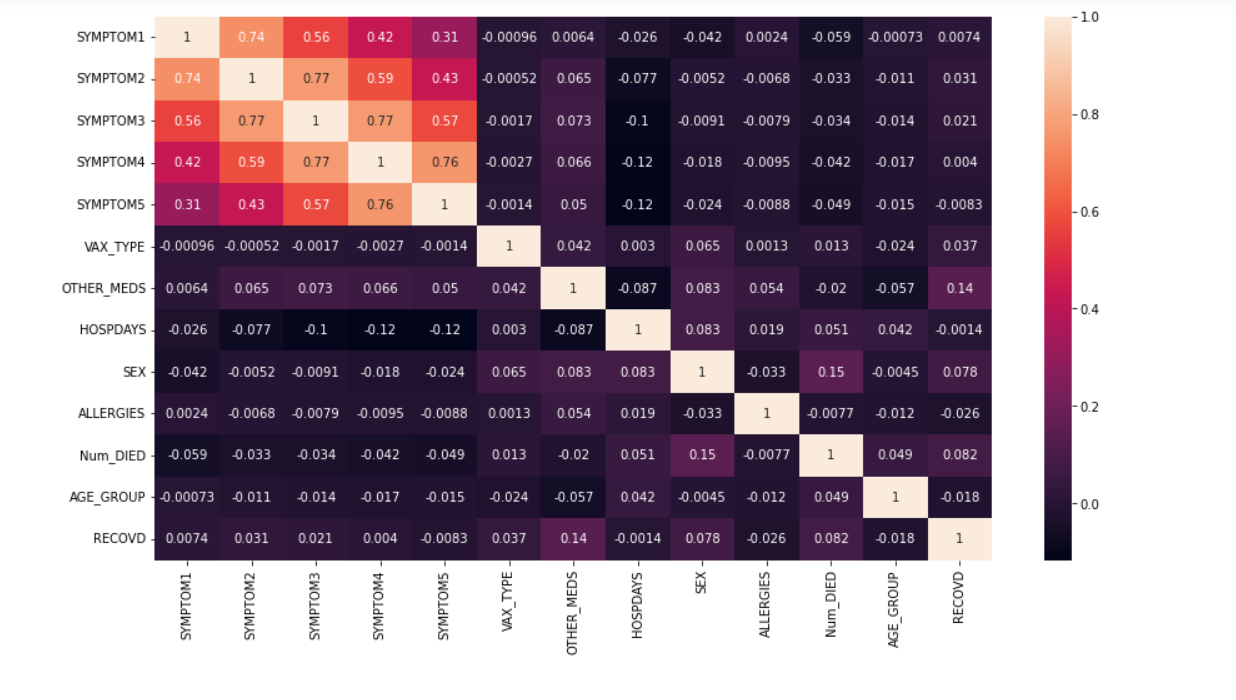 SYMPTOM1 1 0.74 0.56 0.42 0.31 -0.00096 0.0064 -0.026 -0.042 0.0024 -0.059 -0.00073 0.0074
SYMPTOM2 0.74 1 0.77 0.59 0.43 -0.00052 0.065 -0.077 -0.0052 -0.0068 -0.033 -0.011 0.031
SYMPTOM3 0.56 0.77 1 0.77 0.57 -0.0017 0.073 -0.1 -0.0091 -0.0079 -0.034 -0.014 0.021
SYMPTOM4 0.42 0.59 0.77 1 0.76 -0.0027 0.066 -0.12 -0.018 -0.0095 -0.042 -0.017 0.004
SYMPTOM5 0.31 0.43 0.57 0.76 1 -0.0014 0.05 -0.12 -0.024 -0.0088 -0.049 -0.015 -0.0083
VAX_TYPE -0.00096 -0.00052 -0.0017 -0.0027 -0.0014 1 0.042 0.003 0.065 0.0013 0.013 -0.024 0.037
OTHER_MEDS 0.0064 0.065 0.073 0.066 0.05 0.042 1 -0.087 0.083 0.054 -0.02 -0.057 0.14
HOSPDAYS -0.026 -0.077 -0.1 -0.12 -0.12 0.003 -0.087 1 0.083 0.019 0.051 0.042 -0.0014
SEX -0.042 -0.0052 -0.0091 -0.018 -0.024 0.065 0.083 0.083 1 -0.033 0.15 -0.0045 0.078
ALLERGIES 0.0024 -0.0068 -0.0079 -0.0095 -0.0088 0.0013 0.054 0.019 -0.033 1 -0.0077 -0.012 -0.026
Num_DIED -0.059 -0.033 -0.034 -0.042 -0.049 0.013 -0.02 0.051 0.15 -0.0077 1 0.049 0.082
AGE_GROUP -0.00073 -0.011 -0.014 -0.017 -0.015 -0.024 -0.057 0.042 -0.0045 -0.012 0.049 1 -0.018
RECOVD 0.0074 0.031 0.021 0.004 -0.0083 0.037 0.14 -0.0014 0.078 -0.026 0.082 -0.018 1
SYMPTOM1 SYMPTOM2 SYMPTOM3 SYMPTOM4 SYMPTOM5 VAX_TYPE OTHER_MEDS HOSPDAYS SEX ALLERGIES Num_DIED AGE_GROUP RECOVD
1.0
0.8
0.6
0.4
0.2
0.0